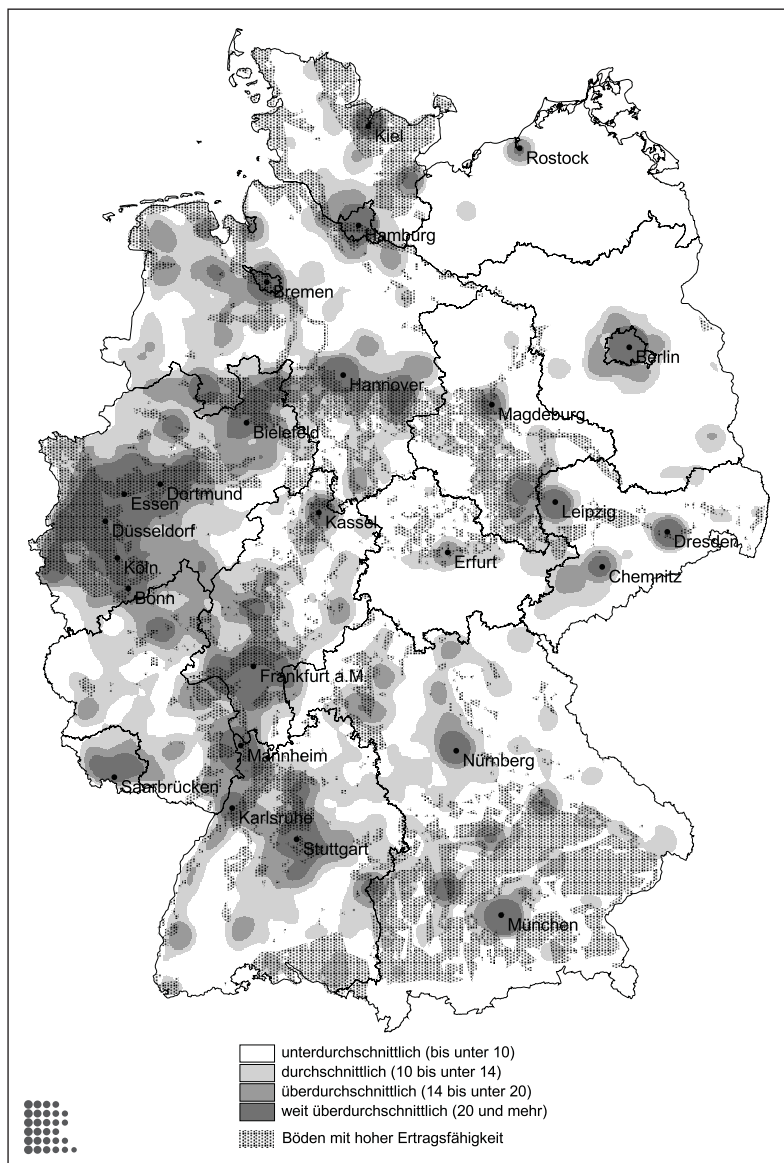 Kiel
Rostock
Hamburg
Bremen
Berlin
Hannover
Magdeburg
Bielefeld
Dortmund
Essen
Leipzig
Kassel
Düsseldorf
Dresden
Erfurt
Köln
Chemnitz
Bonn
Frankfurt a.M
Mannheim
Nürnberg
Saarbrücken
Karlsruhe
Stuttgart
München
unterdurchschnittlich (bis unter 10)
durchschnittlich (10 bis unter 14)
überdurchschnittlich (14 bis unter 20)
weit überdurchschnittlich (20 und mehr)
Böden mit hoher Ertragsfähigkeit